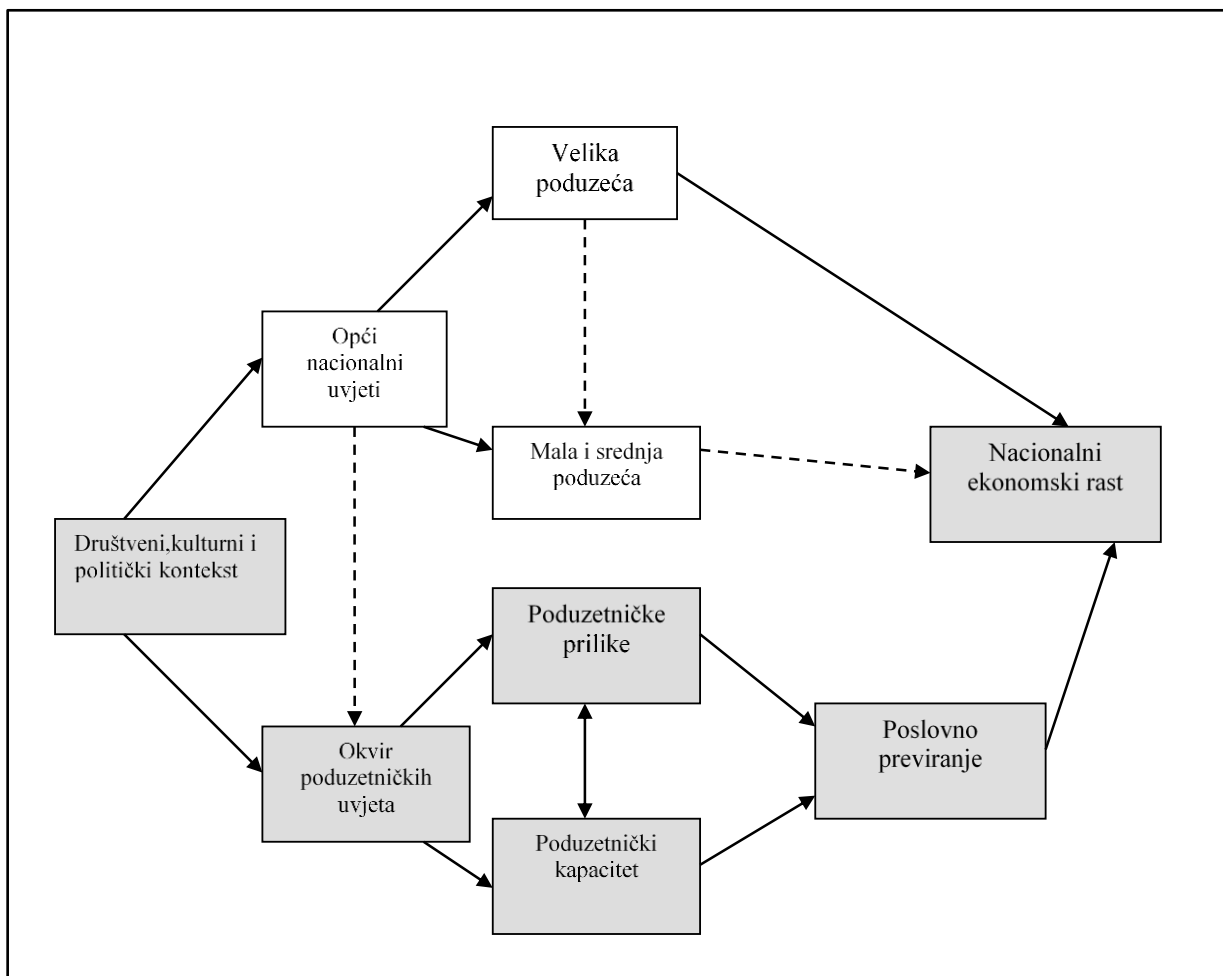 Velika
poduzeća
Opći
nacionalni
uvjeti
Mala i srednja
poduzeća
Nacionalni
ekonomski rast
Društveni,kulturni i
politički kontekst
Poduzetničke
prilike
Okvir
poduzetničkih
uvjeta
Poslovno
previranje
Poduzetnički
kapacitet